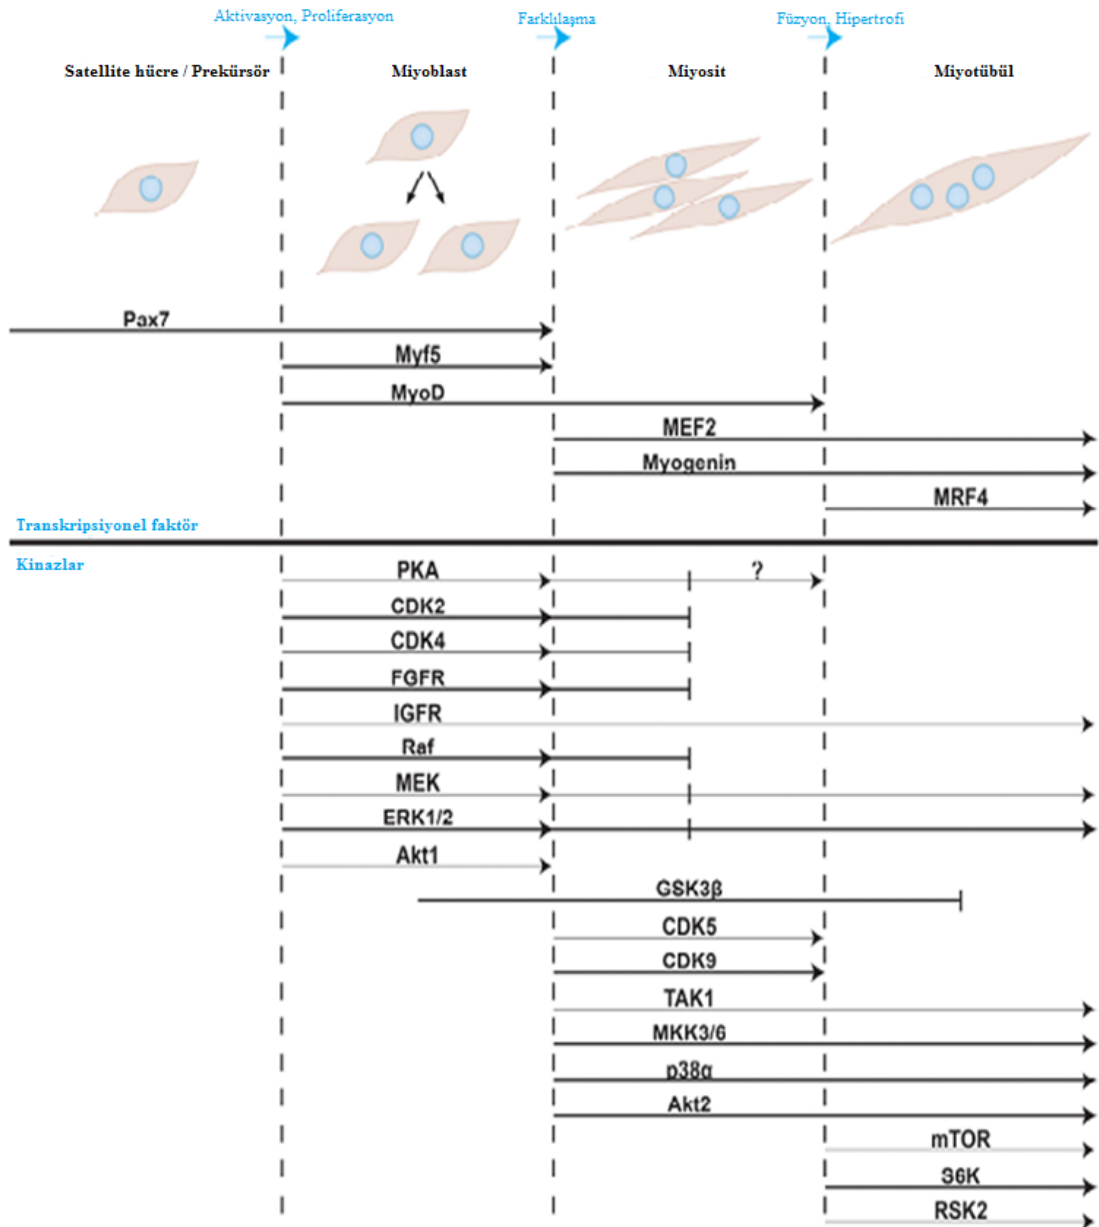 Aktivasyon, Proliferasyon
Farklılaşma
Füzyon, Hipertrofi
Satellite hücre / Prekürsör
Miyoblast
Miyosit
Miyotübül
Pax7
Myf5
MyoD
MEF2
Myogenin
MRF4
Transkripsiyonel faktör
Kinazlar
PKA
?
CDK2
CDK4
FGFR
IGFR
Raf
MEK
ERK1/2
Akt1
GSK3β
CDK5
CDK9
TAK1
MKK3/6
p38α
Akt2
mTOR
S6K
RSK2